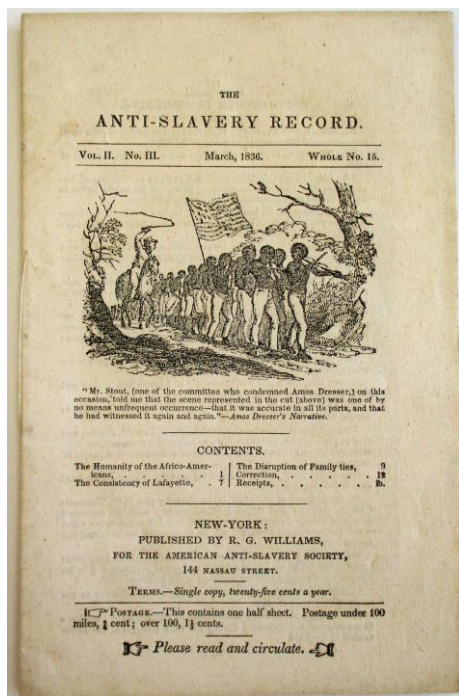 THE
ANTI-SLAVERY RECORD.
VOL. II. No. III. March, 1836. WHOLE No. 15.
"Mr. Stout, [one of the committee who condemned Amos Dresser,] on this
occasion, told me that the scene represented in the cut [above] was one of by
no means unfrequent occurrence—that it was accurate in all its parts, and that
he had witnessed it again and again."—Amos Dresser's Narrative.
CONTENTS.
The Humanity of the Africo-Amer-
icans, . . . . 1
The Consistency of Lafayette, . 7
The Disruption of Family ties, 9
Correction, . . . . . 12
Receipts, . . . . . ib.
NEW-YORK:
PUBLISHED BY R. G. WILLIAMS,
FOR THE AMERICAN ANTI-SLAVERY SOCIETY,
144 NASSAU STREET.
TERMS.—Single copy, twenty-five cents a year.
☞ POSTAGE.—This contains one half sheet. Postage under 100
miles, cent; over 100, 1½ cents.
☞ Please read and circulate. ☜